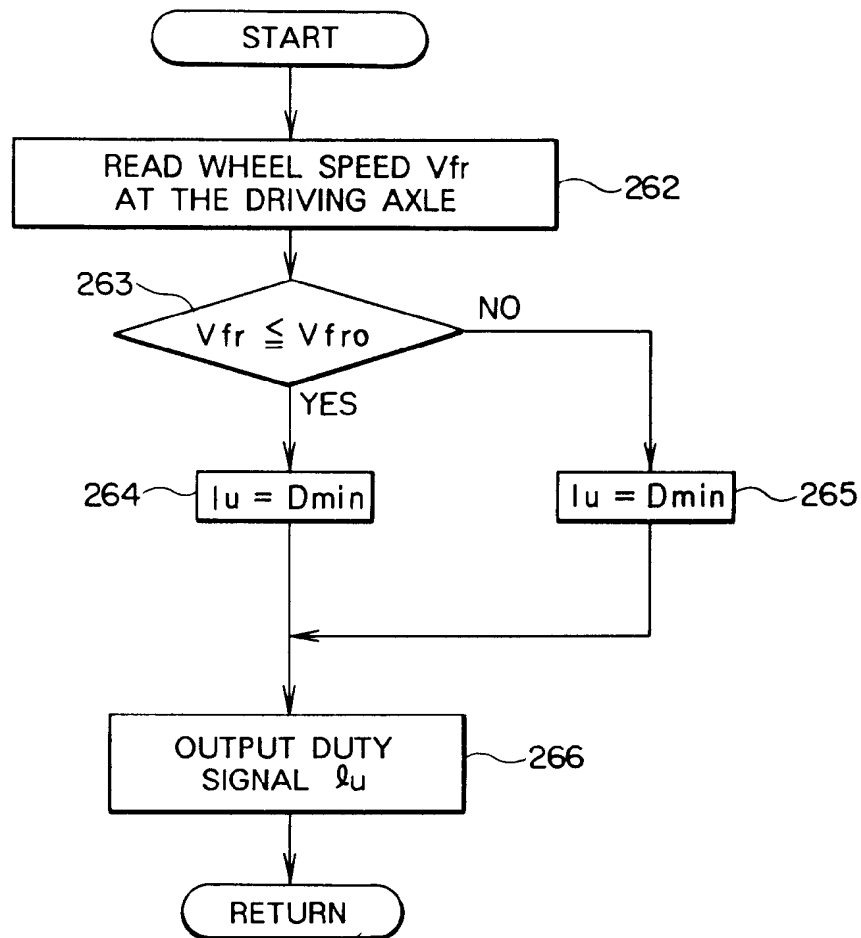 START
READ WHEEL SPEED Vfr
AT THE DRIVING AXLE
262
263
Vfr ≦ Vfro
NO
YES
264
lu = Dmin
lu = Dmin
265
OUTPUT DUTY
SIGNAL ℓu
266
RETURN